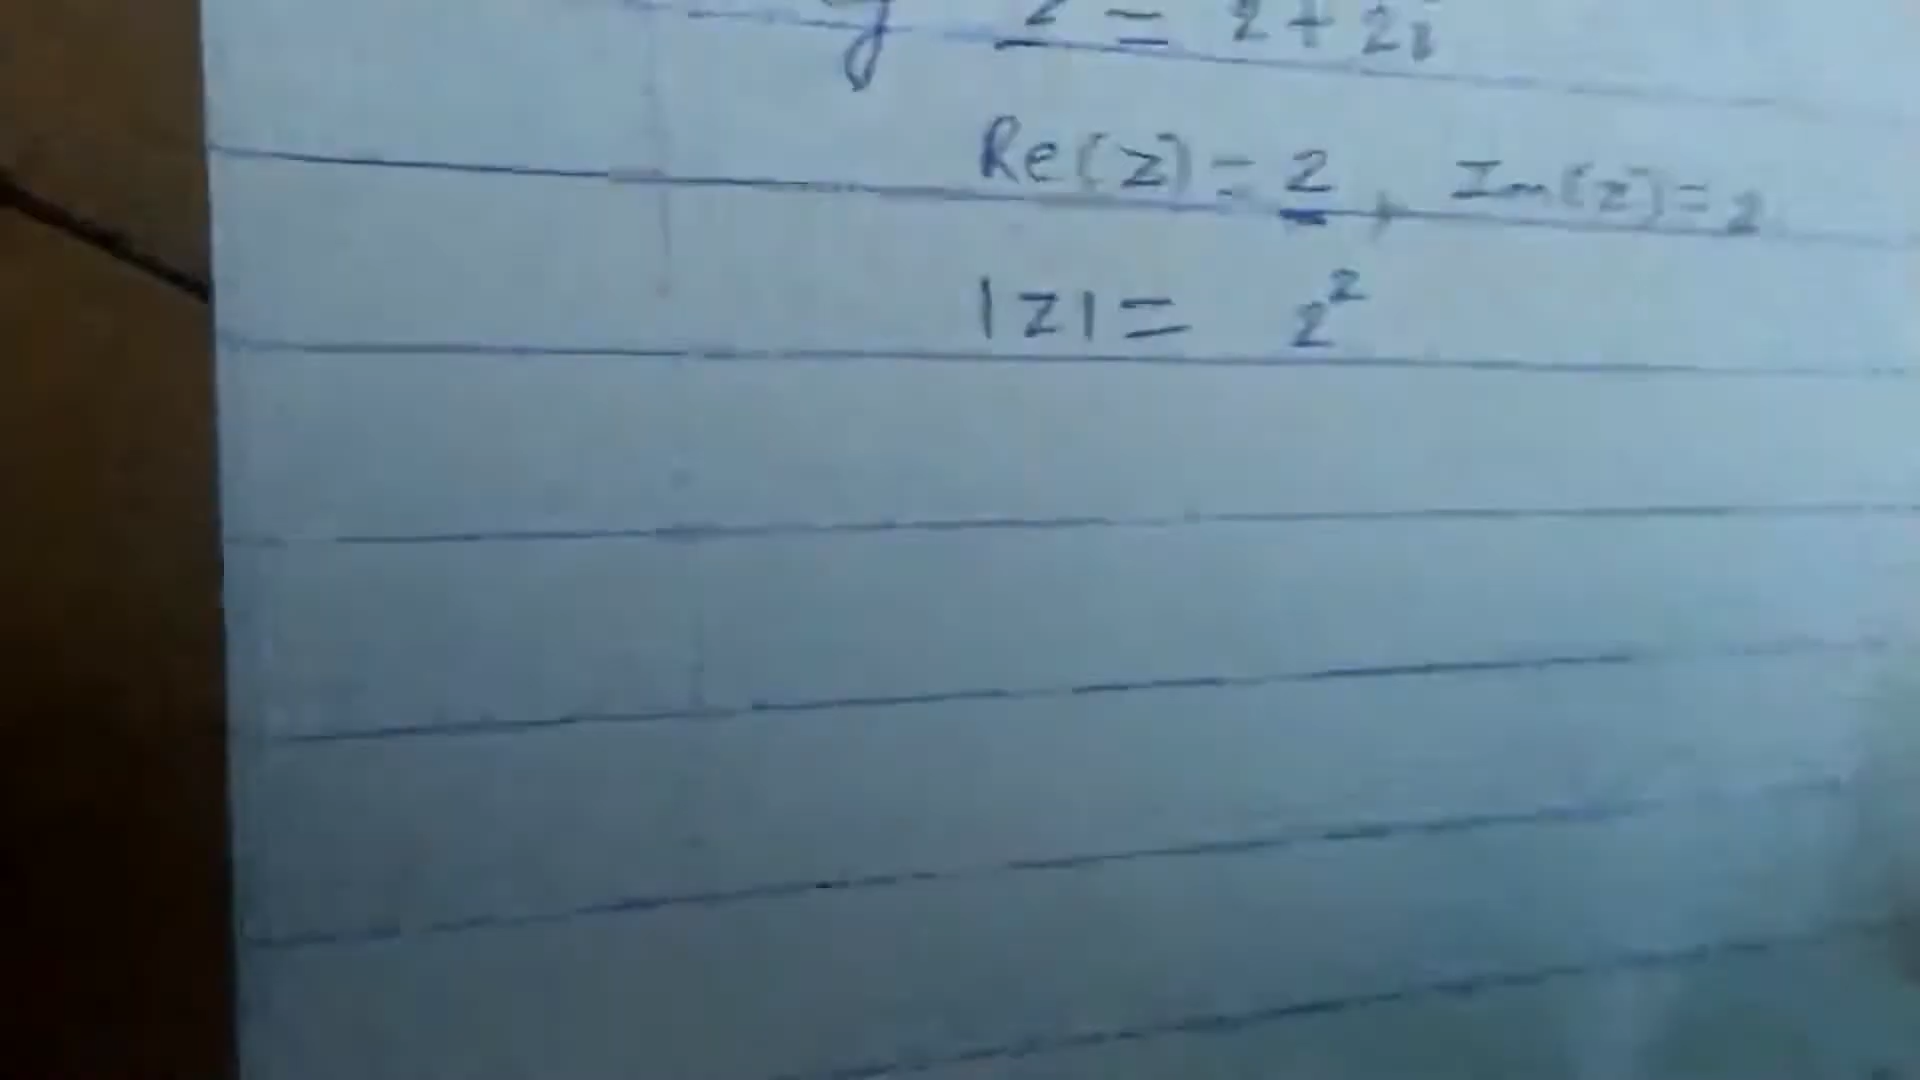 y z = 2 + 2i
Re(z) = 2, Im(z) = 2
|z| = 2²